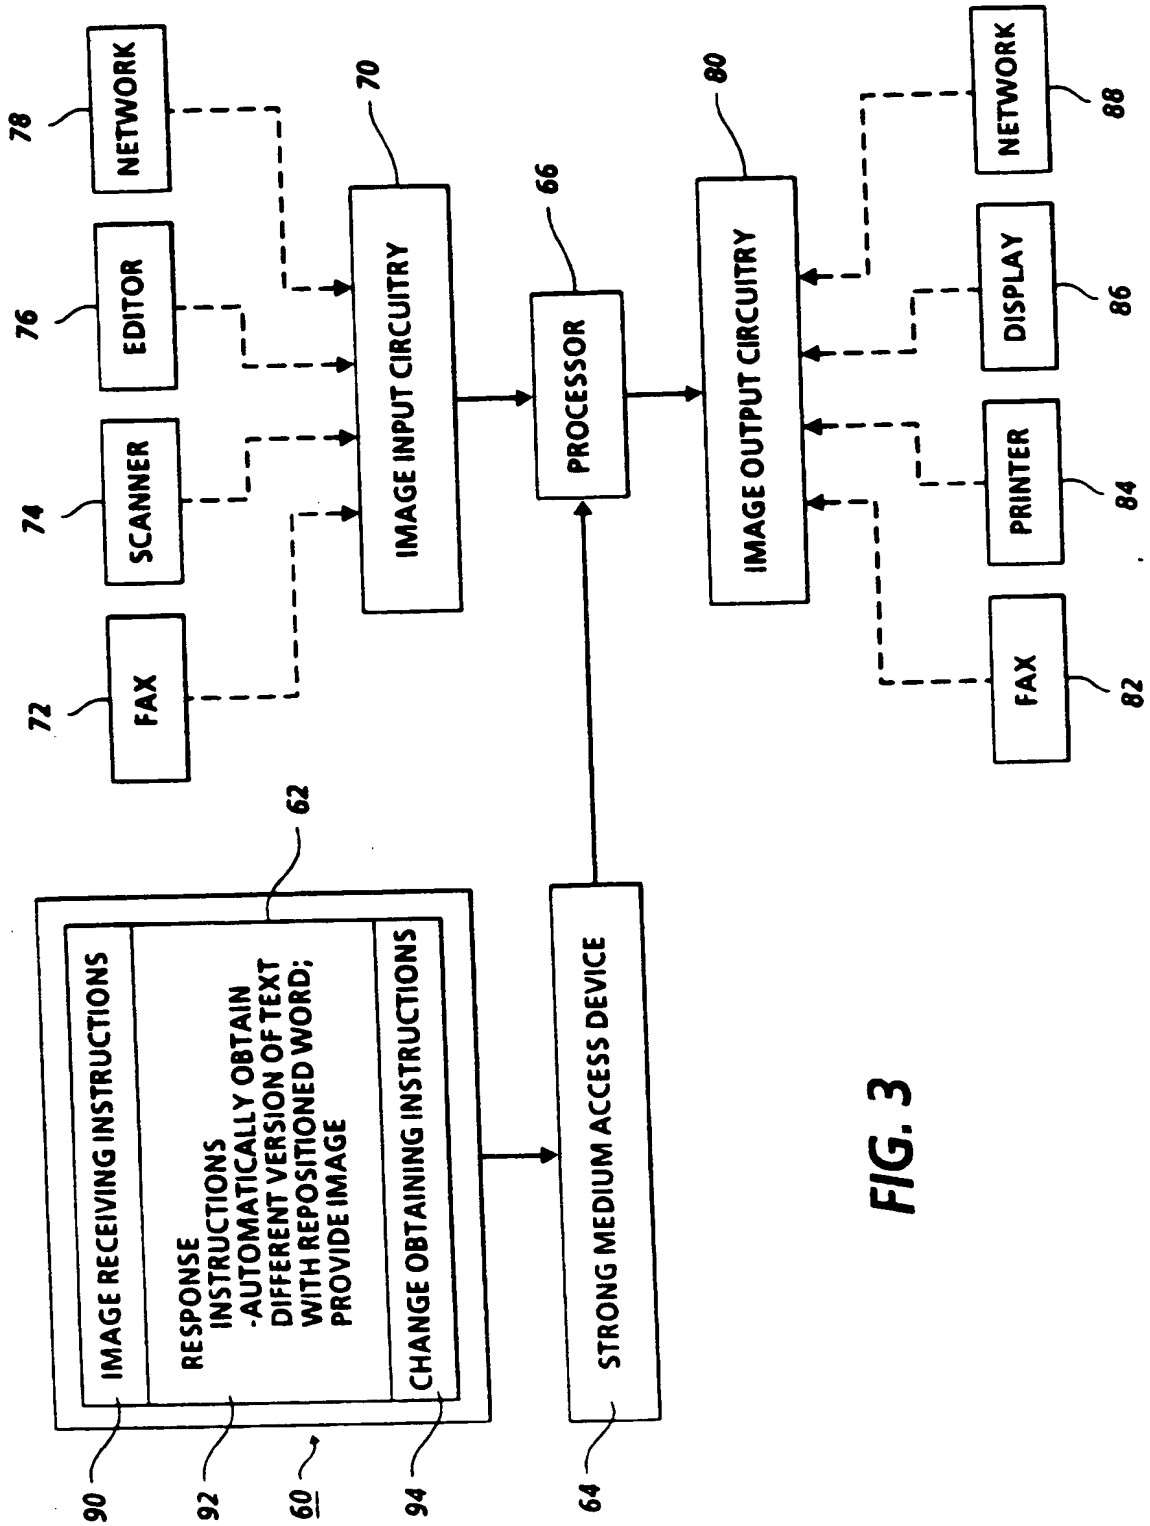 90
IMAGE RECEIVING INSTRUCTIONS
92
RESPONSE
INSTRUCTIONS
-AUTOMATICALLY OBTAIN
DIFFERENT VERSION OF TEXT
WITH REPOSITIONED WORD;
PROVIDE IMAGE
62
60
94
CHANGE OBTAINING INSTRUCTIONS
64
STRONG MEDIUM ACCESS DEVICE
72
FAX
74
SCANNER
76
EDITOR
78
NETWORK
70
IMAGE INPUT CIRCUITRY
66
PROCESSOR
80
IMAGE OUTPUT CIRCUITRY
FAX
82
PRINTER
84
DISPLAY
86
NETWORK
88
FIG. 3